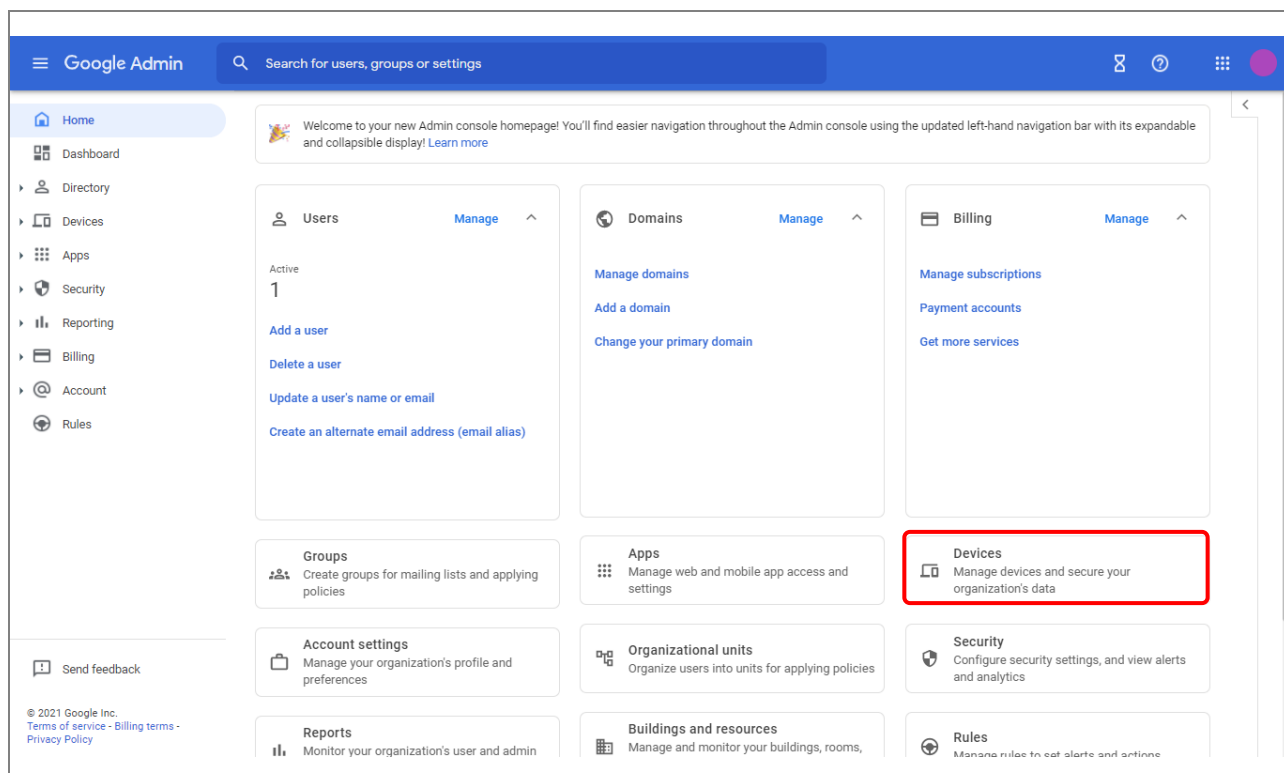 Google Admin
Search for users, groups or settings
Home
Dashboard
Directory
Devices
Apps
Security
Reporting
Billing
Account
Rules
Send feedback
© 2021 Google Inc.
Terms of service - Billing terms -
Privacy Policy
Welcome to your new Admin console homepage! You'll find easier navigation throughout the Admin console using the updated left-hand navigation bar with its expandable
and collapsible display! Learn more
Users
Manage
Active
1
Add a user
Delete a user
Update a user's name or email
Create an alternate email address (email alias)
Domains
Manage
Manage domains
Add a domain
Change your primary domain
Billing
Manage
Manage subscriptions
Payment accounts
Get more services
Groups
Create groups for mailing lists and applying
policies
Apps
Manage web and mobile app access and
settings
Devices
Manage devices and secure your
organization's data
Account settings
Manage your organization's profile and
preferences
Organizational units
Organize users into units for applying policies
Security
Configure security settings, and view alerts
and analytics
Reports
Monitor your organization's user and admin
Buildings and resources
Manage and monitor your buildings, rooms,
Rules
Manage rules to set alerts and actions